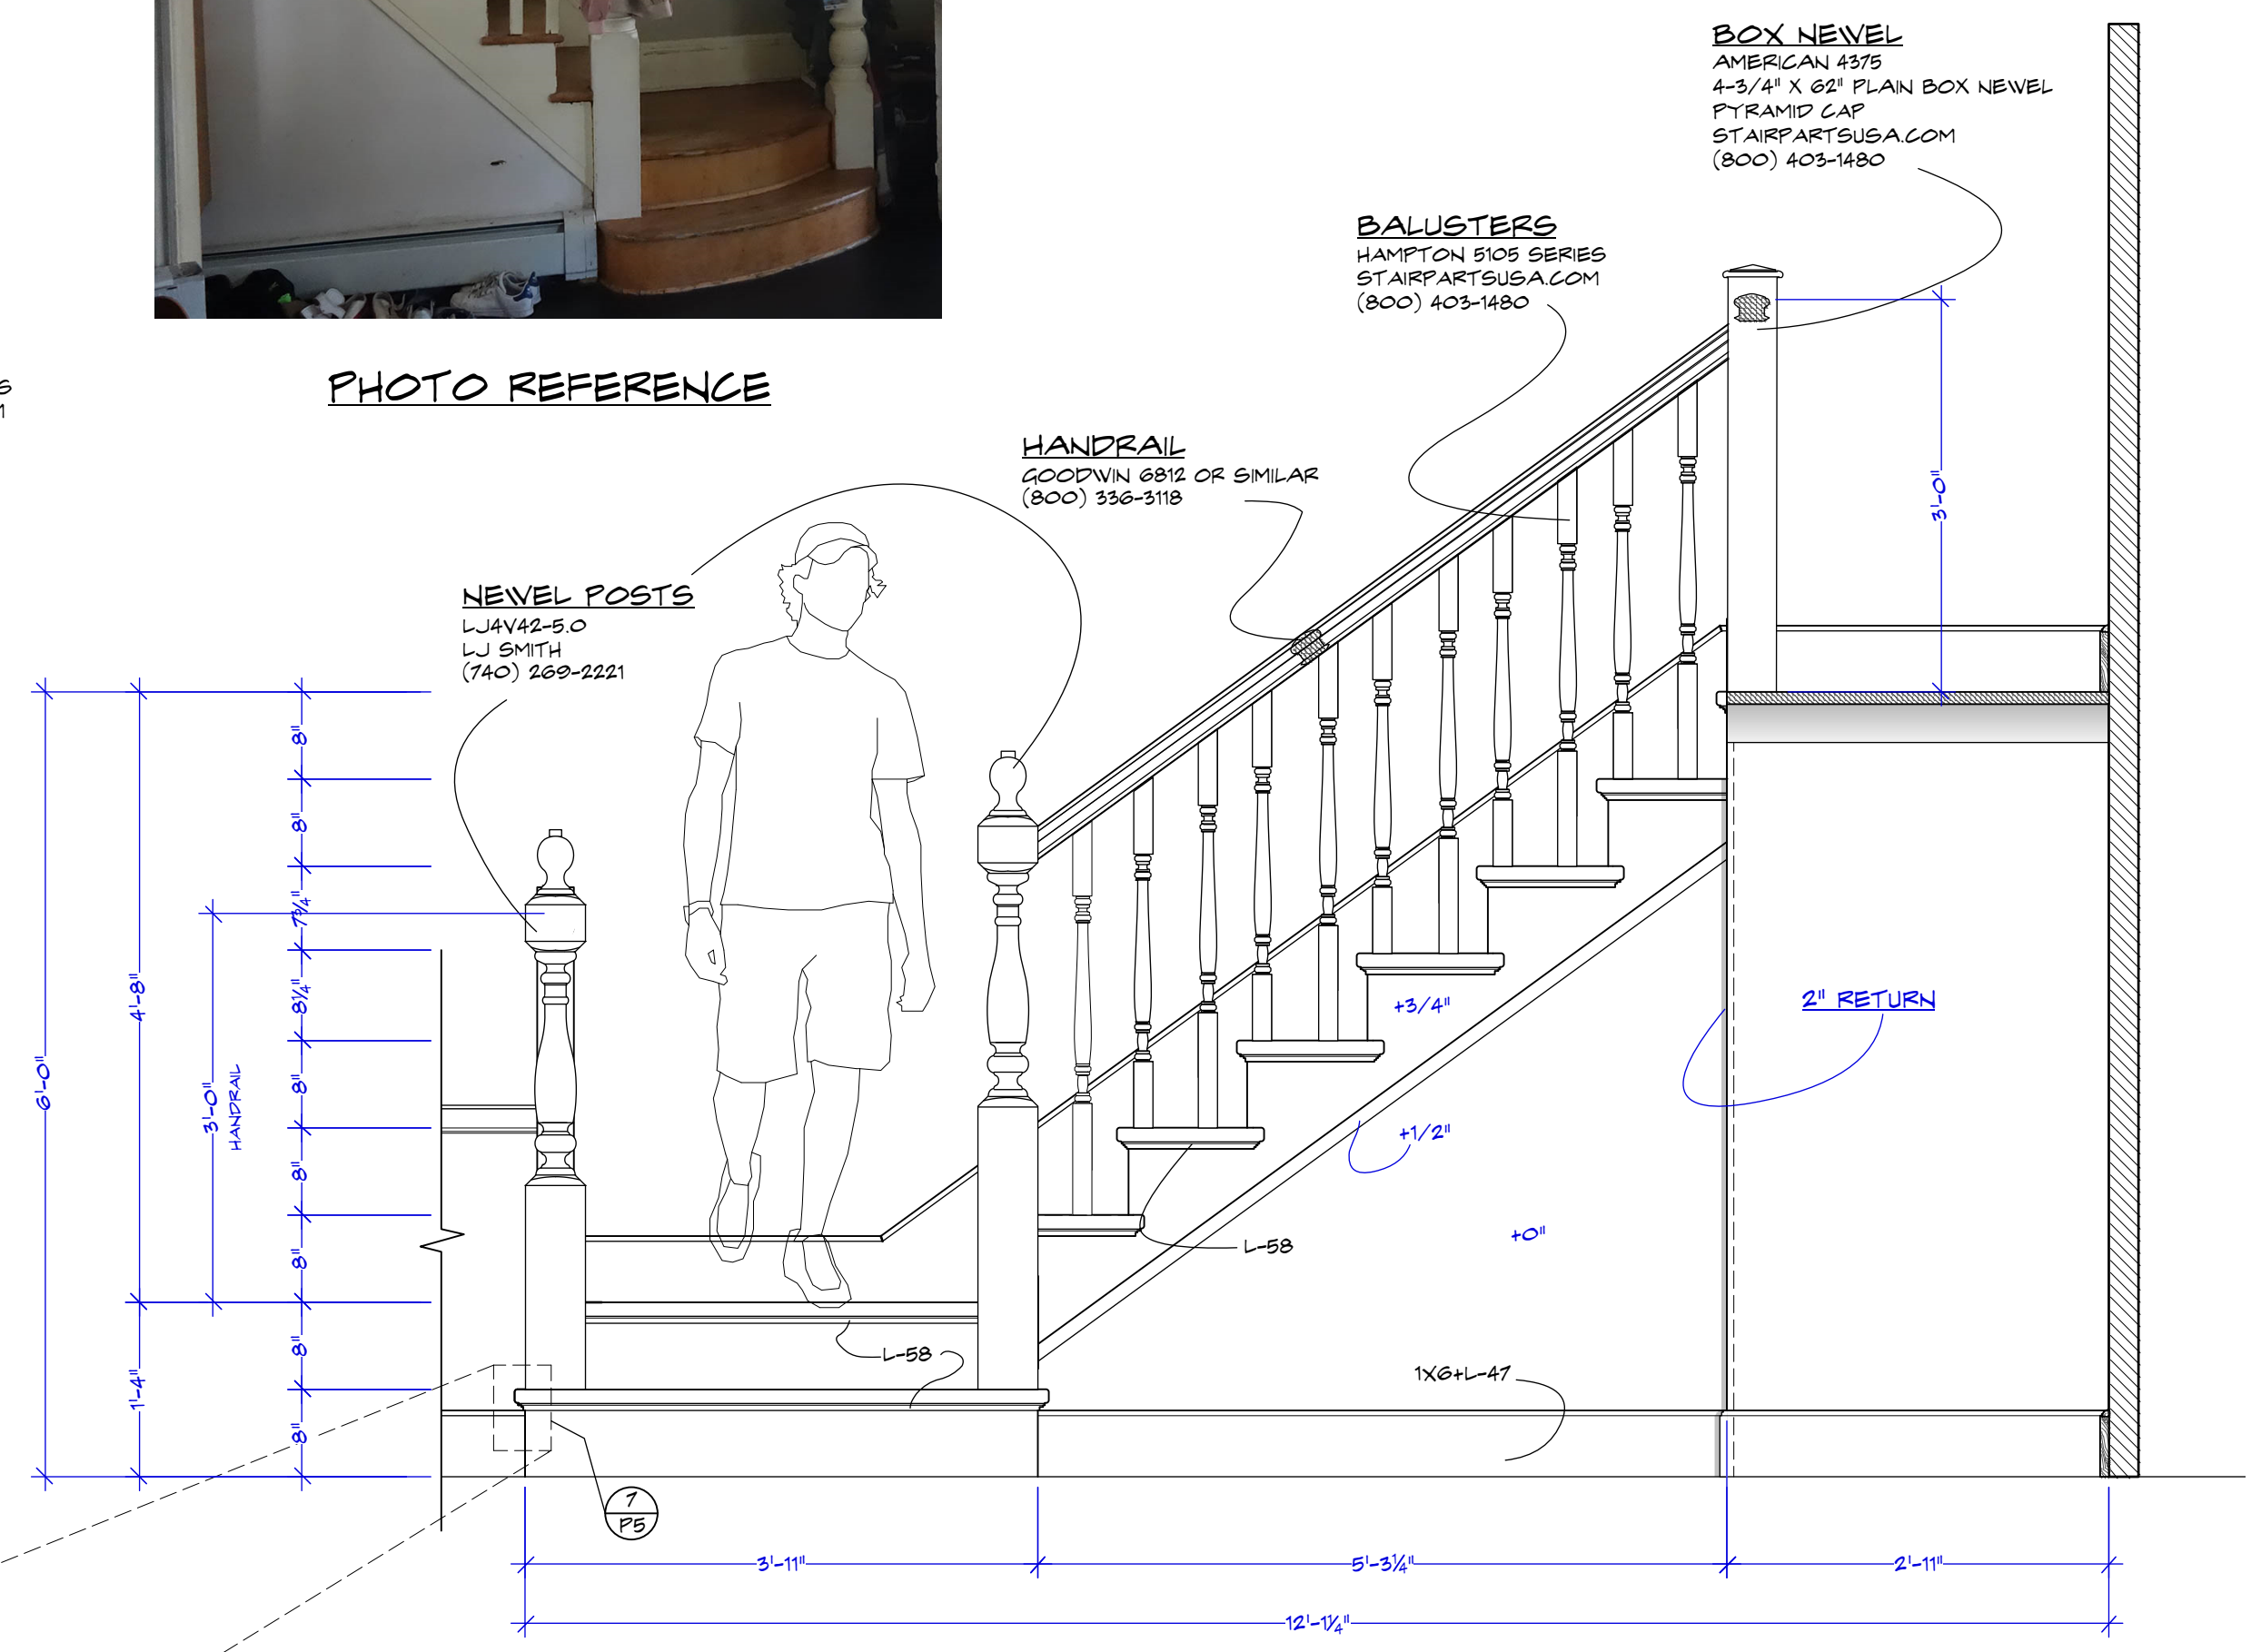 BOX NEWEL
AMERICAN 4375
4-3/4" X 62" PLAIN BOX NEWEL
PYRAMID CAP
STAIRPARTSUSA.COM
(800) 403-1480
BALUSTERS
HAMPTON 5105 SERIES
STAIRPARTSUSA.COM
(800) 403-1480
PHOTO REFERENCE
HANDRAIL
GOODWIN 6812 OR SIMILAR
(800) 336-3118
NEWEL POSTS
LJ4V42-5.0
LJ SMITH
(740) 269-2221
3'-0"
6'-0"
4'-8"
1'-4"
3'-0"
HANDRAIL
8"
8"
7¾"
8¼"
8"
8"
8"
8"
8"
+3/4"
2" RETURN
+1/2"
+0"
L-58
L-58
1X6+L-47
7
P5
3'-11"
5'-3¼"
2'-11"
12'-1¼"